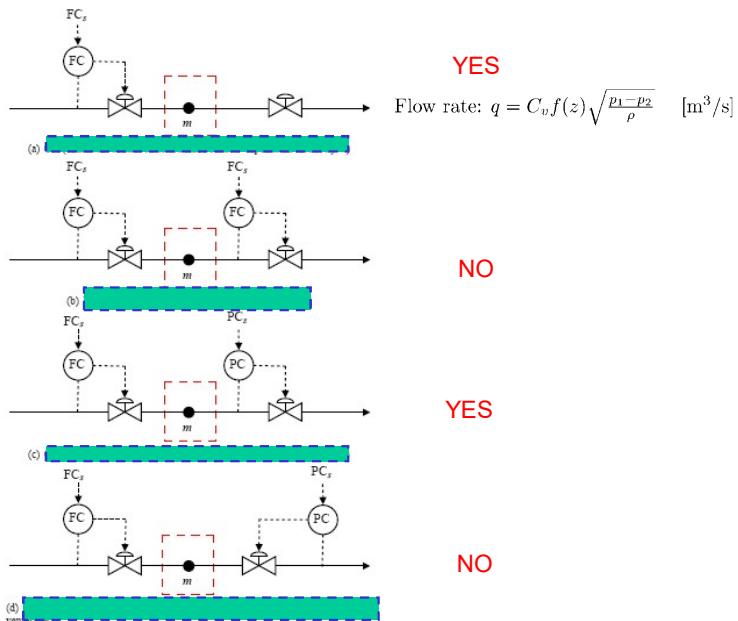 FCₛ
FC
YES
Flow rate: q = Cᵥf(z)√((p₁−p₂)/ρ) [m³/s]
m
(a)
FCₛ FCₛ
FC FC
NO
m
(b)
FCₛ PCₛ
FC PC
YES
m
(c)
FCₛ PCₛ
FC PC
NO
m
(d)